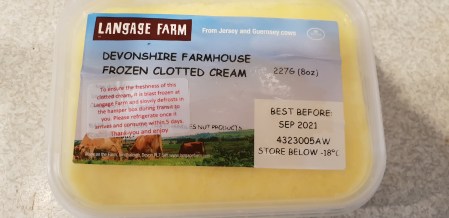 LANGAGE FARM
From Jersey and Guernsey cows
DEVONSHIRE FARMHOUSE
FROZEN CLOTTED CREAM
227G (8oz)
To ensure the freshness of this
clotted cream, it is blast frozen at
Langage Farm and slowly defrosts in
the hamper box during transit to
you. Please refrigerate once it
arrives and consume within 5 days.
Thank you and enjoy
NUT PRODUCTS
BEST BEFORE:
SEP 2021
4323005AW
STORE BELOW -18°C